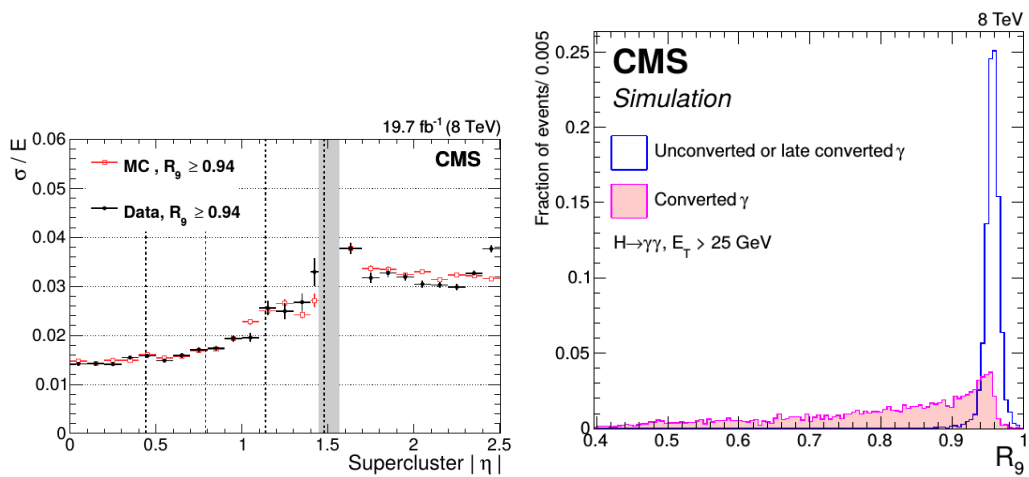 19.7 fb⁻¹ (8 TeV)
σ / E
0.06
0.05
0.04
0.03
0.02
0.01
0
CMS
MC , R₉ ≥ 0.94
Data, R₉ ≥ 0.94
0 0.5 1 1.5 2 2.5
Supercluster | η |
8 TeV
Fraction of events/ 0.005
0.25
0.2
0.15
0.1
0.05
0
CMS
Simulation
Unconverted or late converted γ
Converted γ
H→γγ, E_T > 25 GeV
0.4 0.5 0.6 0.7 0.8 0.9 1
R₉